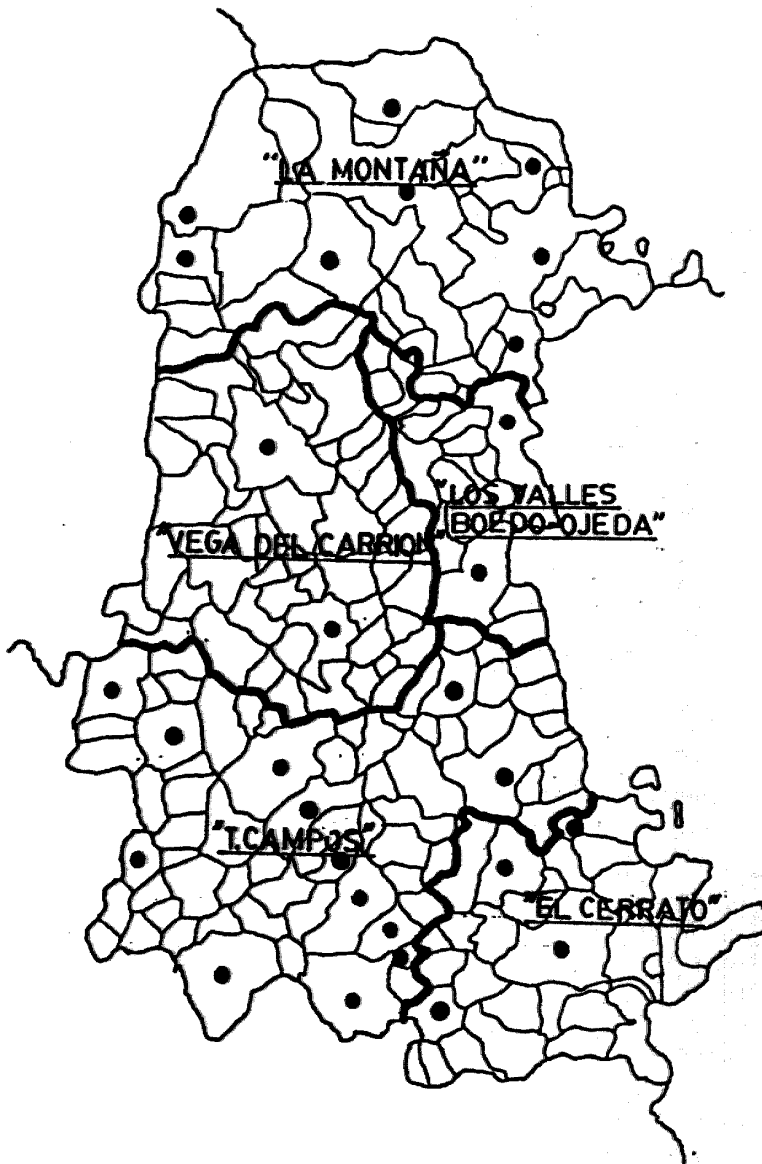 "LA MONTAÑA"
"LOS VALLES
BOEDO-OJEDA"
"VEGA DEL CARRION"
"T.CAMPOS"
"EL CERRATO"